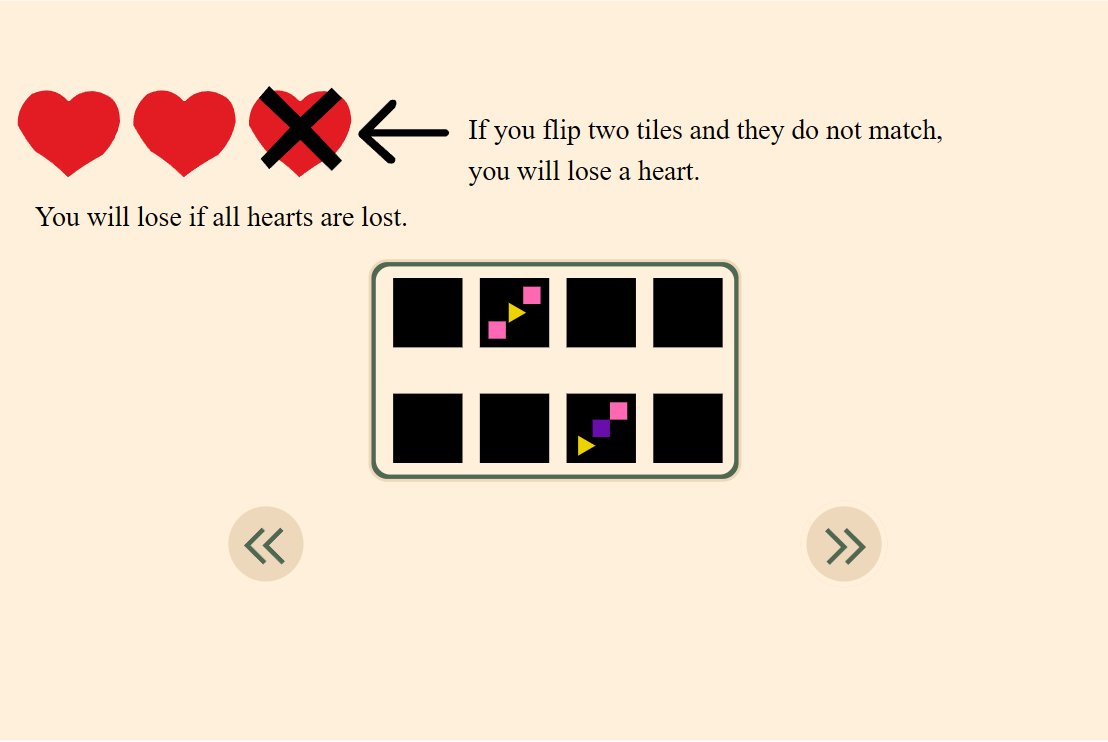 If you flip two tiles and they do not match,
you will lose a heart.
You will lose if all hearts are lost.